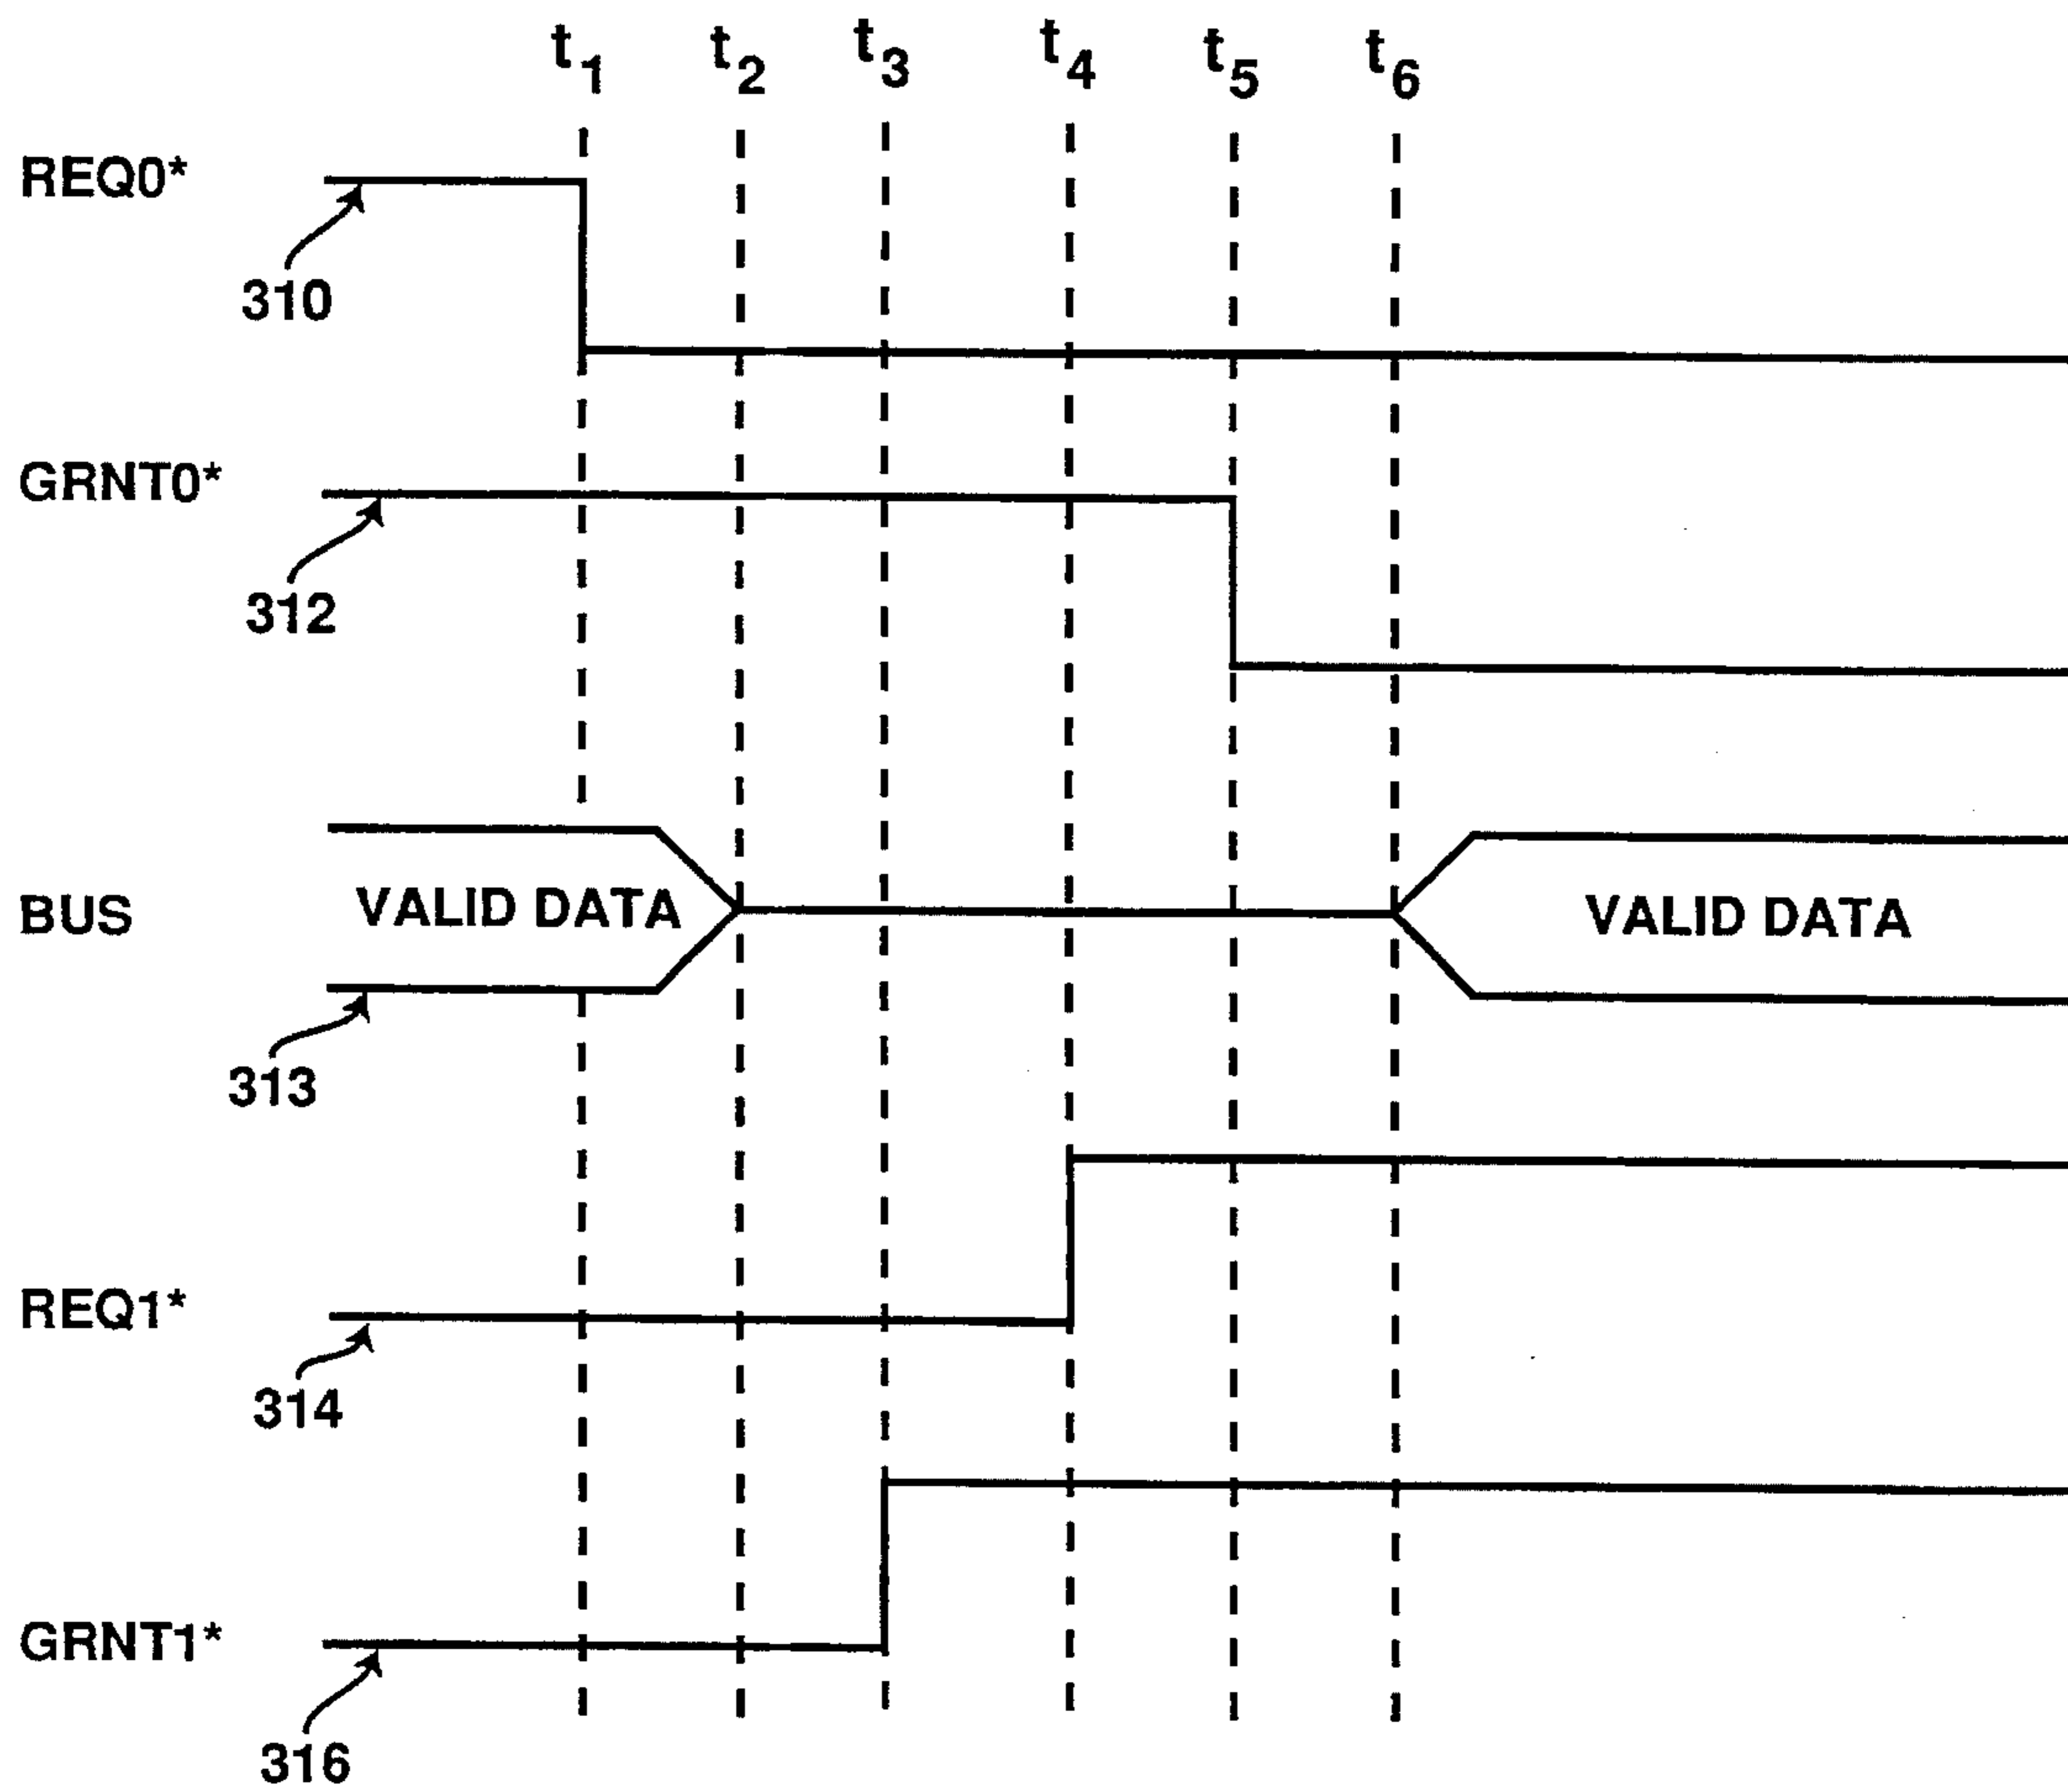 t1 t2 t3 t4 t5 t6
REQ0*
310
GRNT0*
312
VALID DATA VALID DATA
BUS
313
REQ1*
314
GRNT1*
316